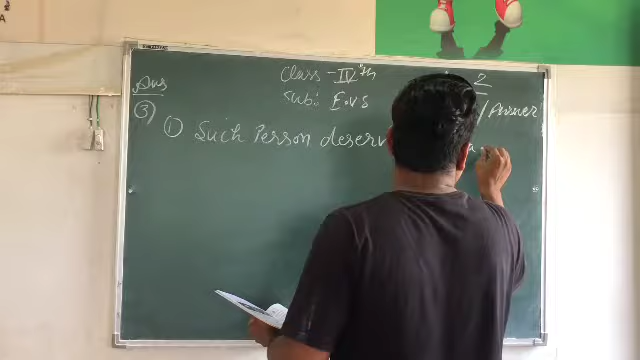 Class - IVth
Sub: E.V.S
2
/ Answer
Ans
③
① Such Person deserv